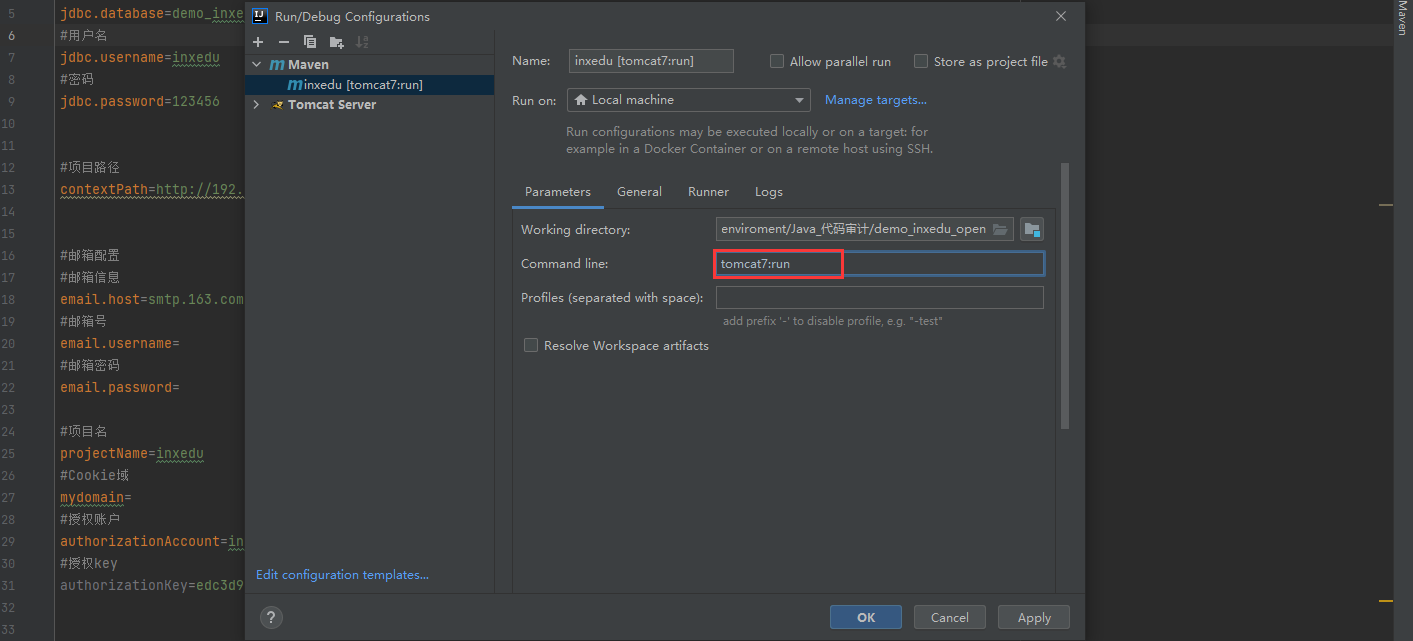 5 jdbc.database=demo_inxe
6 #用户名
7 jdbc.username=inxedu
8 #密码
9 jdbc.password=123456
10
11
12 #项目路径
13 contextPath=http://192.
14
15
16 #邮箱配置
17 #邮箱信息
18 email.host=smtp.163.com
19 #邮箱号
20 email.username=
21 #邮箱密码
22 email.password=
23
24 #项目名
25 projectName=inxedu
26 #Cookie域
27 mydomain=
28 #授权账户
29 authorizationAccount=in
30 #授权key
31 authorizationKey=edc3d9
32
33
Run/Debug Configurations
Maven
inxedu [tomcat7:run]
Tomcat Server
Edit configuration templates...
Name: inxedu [tomcat7:run] Allow parallel run Store as project file
Run on: Local machine Manage targets...
Run configurations may be executed locally or on a target: for
example in a Docker Container or on a remote host using SSH.
Parameters General Runner Logs
Working directory: enviroment/Java_代码审计/demo_inxedu_open
Command line: tomcat7:run
Profiles (separated with space):
add prefix '-' to disable profile, e.g. "-test"
Resolve Workspace artifacts
? OK Cancel Apply
Maven